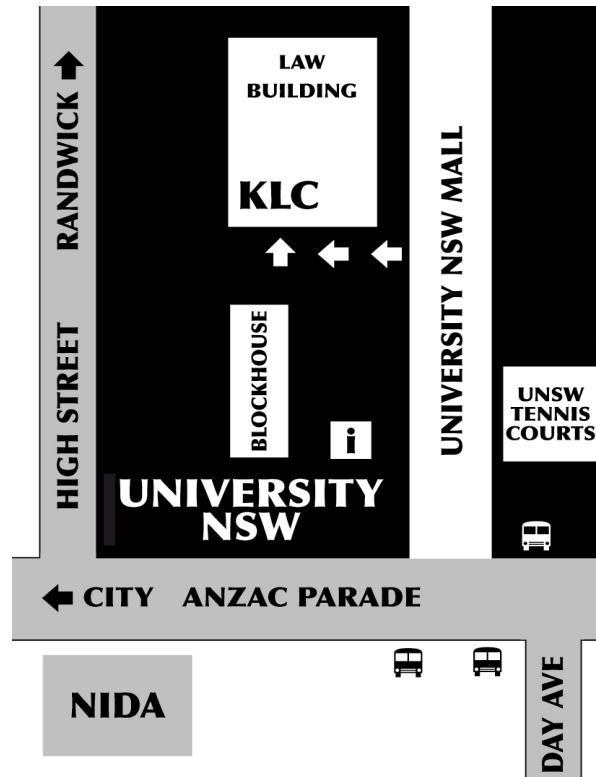 LAW
BUILDING
KLC
RANDWICK
HIGH STREET
UNIVERSITY NSW MALL
BLOCKHOUSE
i
UNSW
TENNIS
COURTS
UNIVERSITY
NSW
CITY ANZAC PARADE
NIDA
DAY AVE